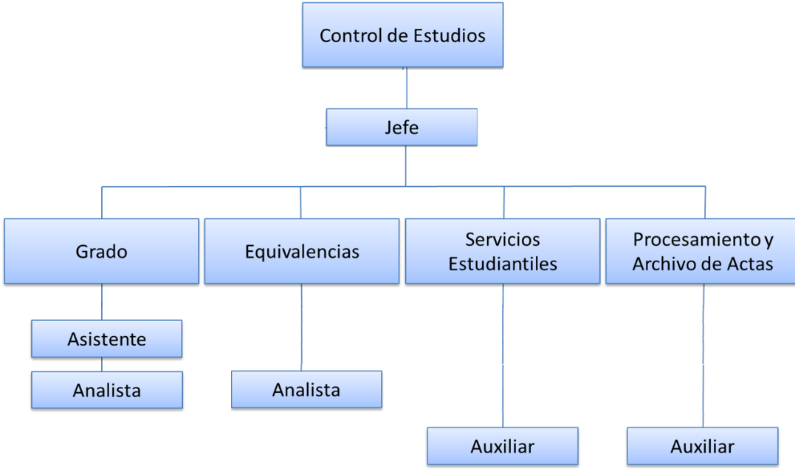 Control de Estudios
Jefe
Grado
Equivalencias
Servicios
Estudiantiles
Procesamiento y
Archivo de Actas
Asistente
Analista
Analista
Auxiliar
Auxiliar